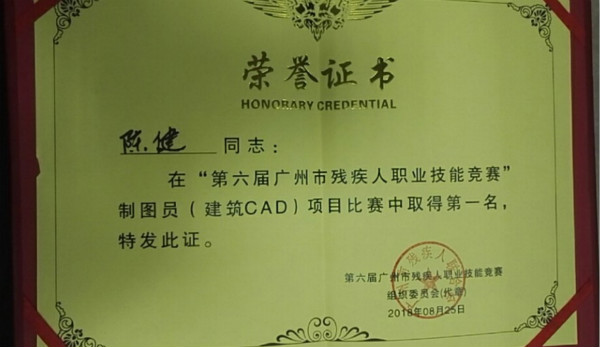 荣誉证书
HONORARY CREDENTIAL
陈健 同志：
在“第六届广州市残疾人职业技能竞赛”
制图员（建筑CAD）项目比赛中取得第一名，
特发此证。
第六届广州市残疾人职业技能竞赛
组织委员会(代章)
2018年08月25日